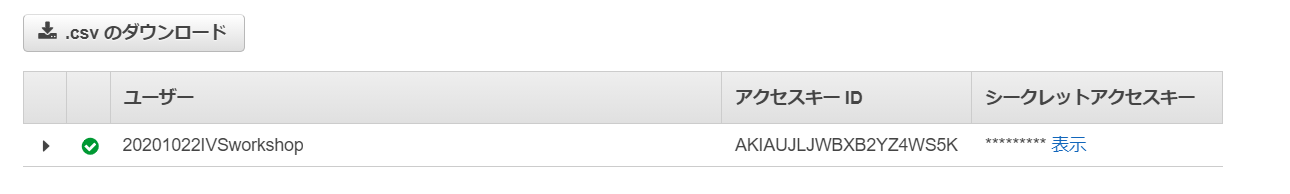 .csv のダウンロード
ユーザー アクセスキー ID シークレットアクセスキー
20201022IVSworkshop AKIAUJLJWBXB2YZ4WS5K ********* 表示